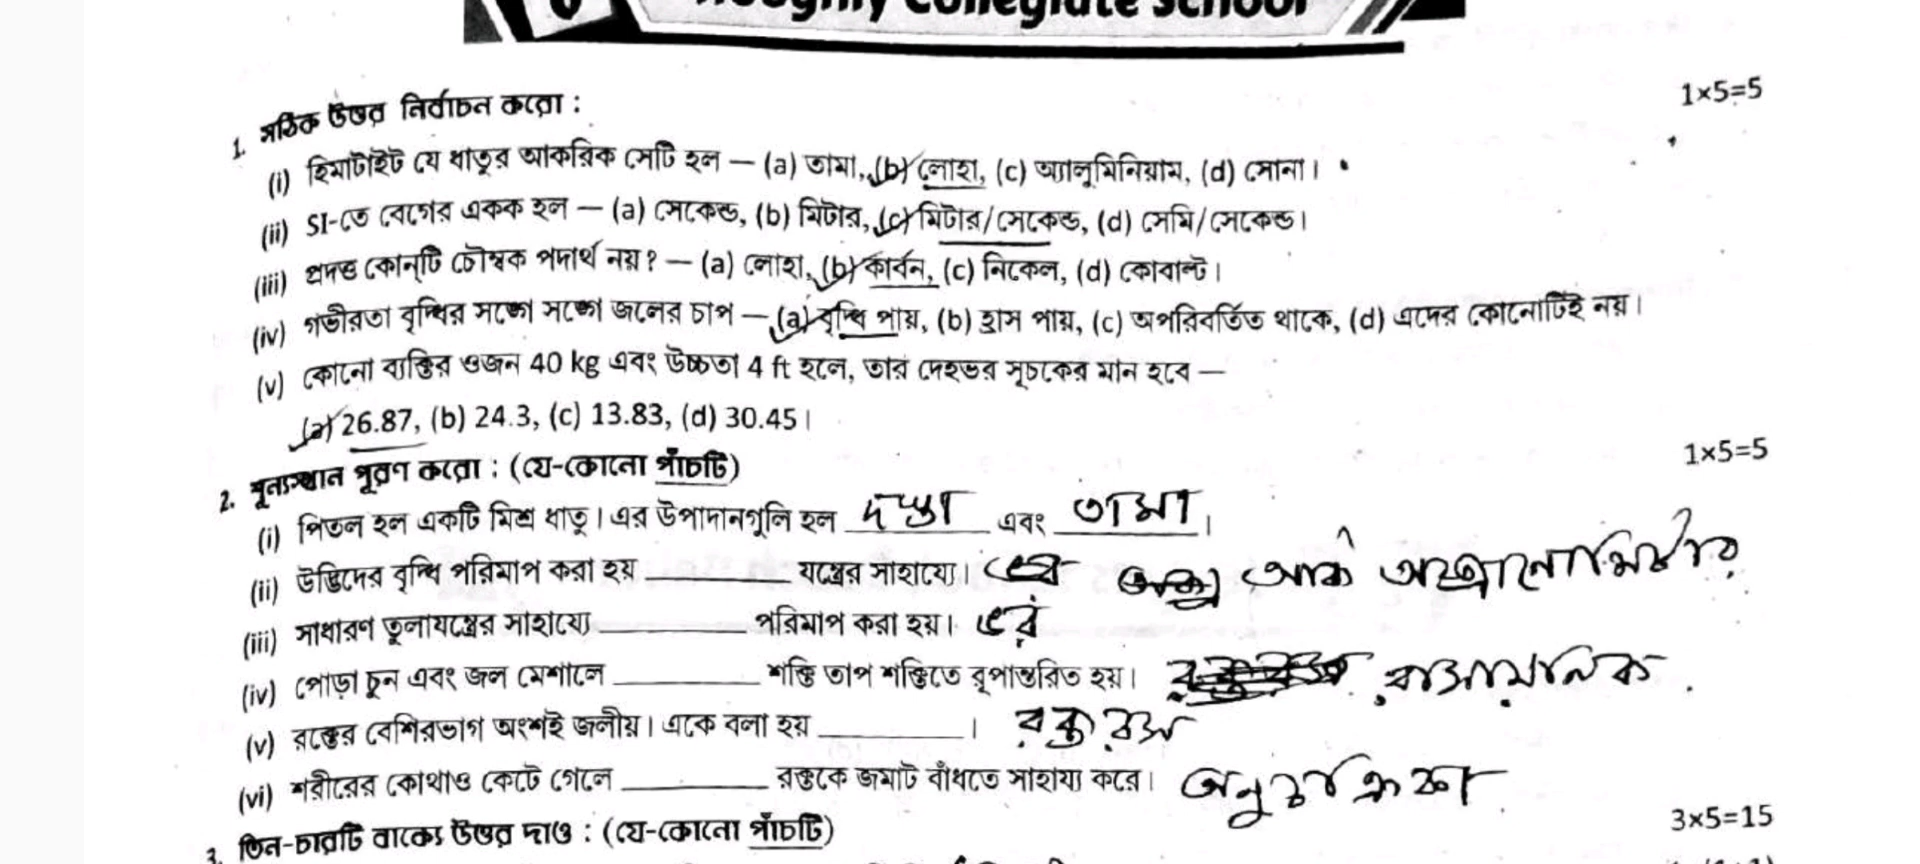 Hooghly Collegiate School
1. সঠিক উত্তর নির্বাচন করো : 1×5=5
(i) হিমাটাইট যে ধাতুর আকরিক সেটি হল — (a) তামা, (b) লোহা, (c) অ্যালুমিনিয়াম, (d) সোনা।
(ii) SI-তে বেগের একক হল — (a) সেকেন্ড, (b) মিটার, (c) মিটার/সেকেন্ড, (d) সেমি/সেকেন্ড।
(iii) প্রদত্ত কোন্‌টি চৌম্বক পদার্থ নয়? — (a) লোহা, (b) কার্বন, (c) নিকেল, (d) কোবাল্ট।
(iv) গভীরতা বৃদ্ধির সঙ্গে সঙ্গে জলের চাপ — (a) বৃদ্ধি পায়, (b) হ্রাস পায়, (c) অপরিবর্তিত থাকে, (d) এদের কোনোটিই নয়।
(v) কোনো ব্যক্তির ওজন 40 kg এবং উচ্চতা 4 ft হলে, তার দেহভর সূচকের মান হবে —
(a) 26.87, (b) 24.3, (c) 13.83, (d) 30.45।
2. শূন্যস্থান পূরণ করো : (যে-কোনো পাঁচটি) 1×5=5
(i) পিতল হল একটি মিশ্র ধাতু। এর উপাদানগুলি হল দস্তা এবং তামা।
(ii) উদ্ভিদের বৃদ্ধি পরিমাপ করা হয় ________ যন্ত্রের সাহায্যে। আর্ক অক্সানোমিটার
(iii) সাধারণ তুলাযন্ত্রের সাহায্যে ________ পরিমাপ করা হয়। ভর
(iv) পোড়া চুন এবং জল মেশালে ________ শক্তি তাপ শক্তিতে রূপান্তরিত হয়। রাসায়নিক
(v) রক্তের বেশিরভাগ অংশই জলীয়। একে বলা হয় ________। রক্তরস
(vi) শরীরের কোথাও কেটে গেলে ________ রক্তকে জমাট বাঁধতে সাহায্য করে। অনুচক্রিকা
3. তিন-চারটি বাক্যে উত্তর দাও : (যে-কোনো পাঁচটি) 3×5=15